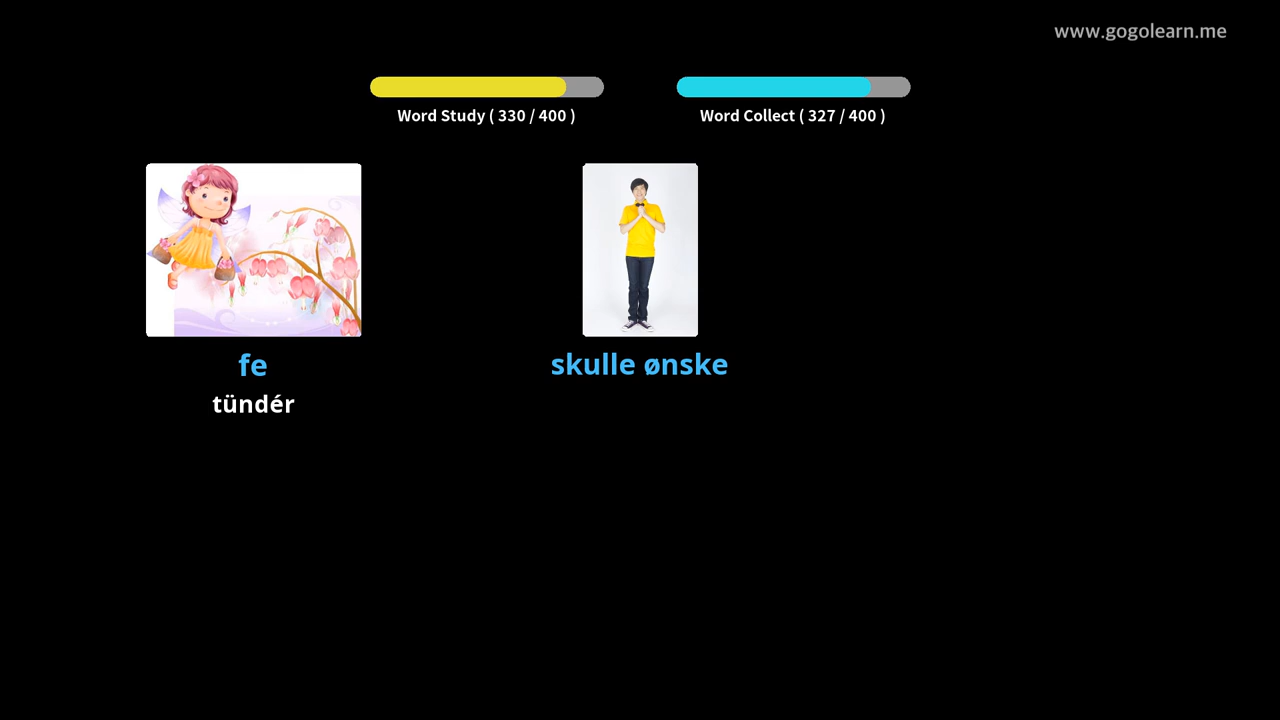 www.gogolearn.me
Word Study ( 330 / 400 )
Word Collect ( 327 / 400 )
fe
tündér
skulle ønske